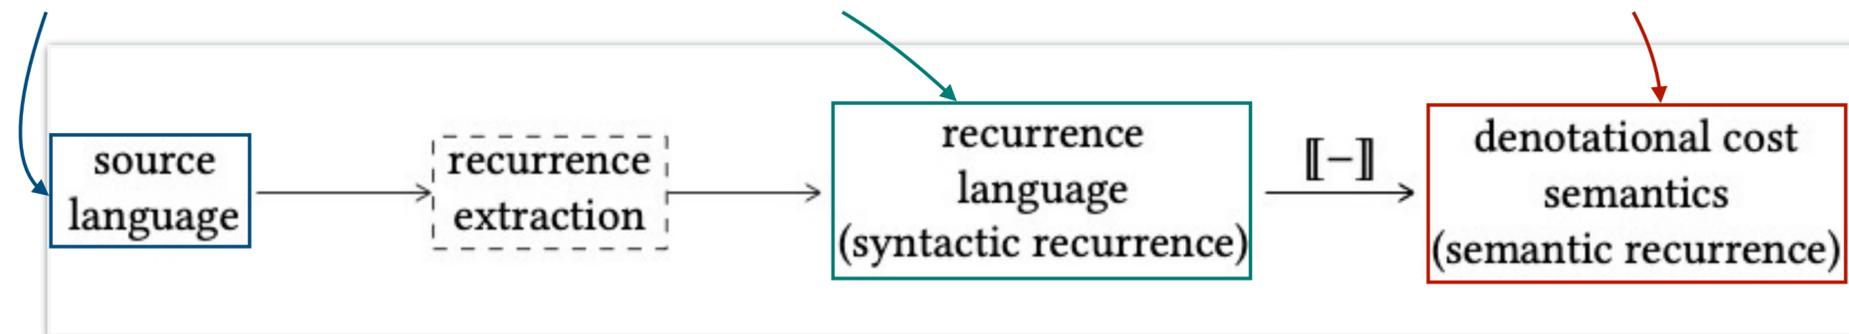 source
language
recurrence
extraction
recurrence
language
(syntactic recurrence)
⟦−⟧
denotational cost
semantics
(semantic recurrence)